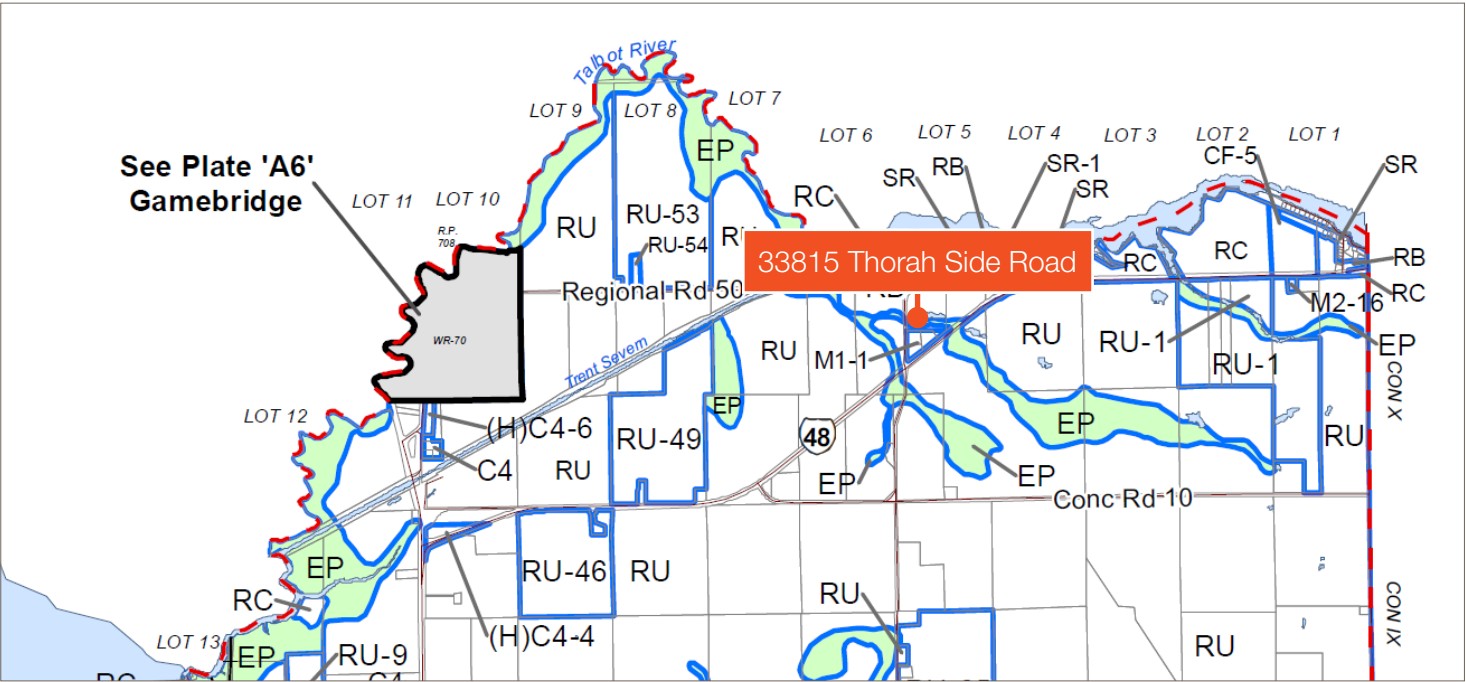 Talbot River
LOT 9
LOT 8
LOT 7
LOT 6
LOT 5
LOT 4
LOT 3
LOT 2
LOT 1
See Plate 'A6'
Gamebridge
LOT 11
LOT 10
R.P.
708
EP
CF-5
SR
RB
SR-1
SR
SR
RC
RU
RU-53
RU-54
RC
RC
RB
RC
33815 Thorah Side Road
Regional Rd 50
M2-16
WR-70
Trent Severn
RU
M1-1
RU
RU-1
RU-1
EP
CON X
LOT 12
(H)C4-6
C4
RU
RU-49
EP
48
EP
EP
EP
RU
Conc Rd 10
EP
RU-46
RU
RC
(H)C4-4
RU
CON IX
LOT 13
EP
RU-9
RU